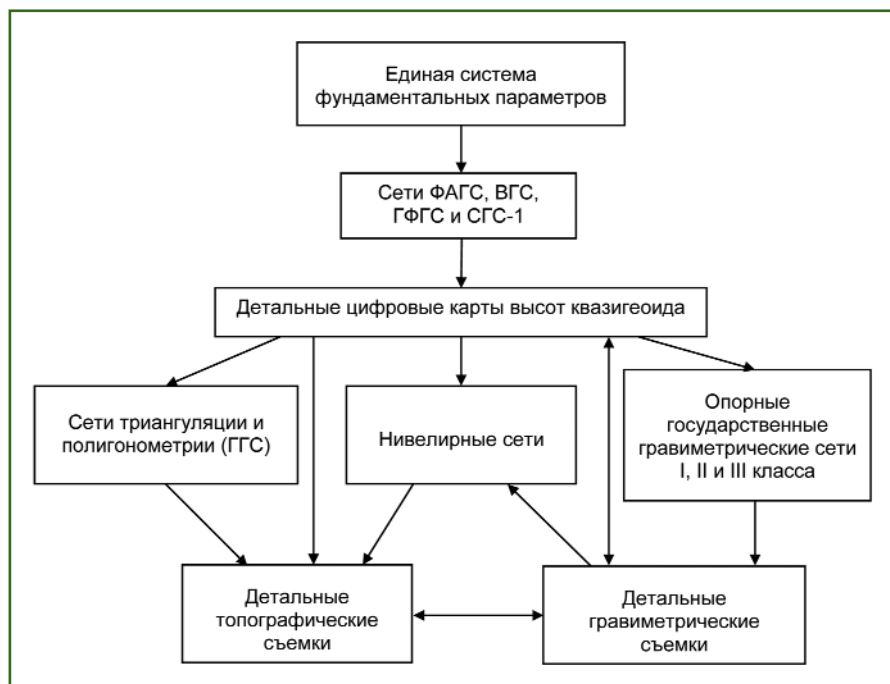 Единая система
фундаментальных параметров
Сети ФАГС, ВГС,
ГФГС и СГС-1
Детальные цифровые карты высот квазигеоида
Сети триангуляции и
полигонометрии (ГГС)
Нивелирные сети
Опорные
государственные
гравиметрические сети
I, II и III класса
Детальные
топографические
съемки
Детальные
гравиметрические
съемки